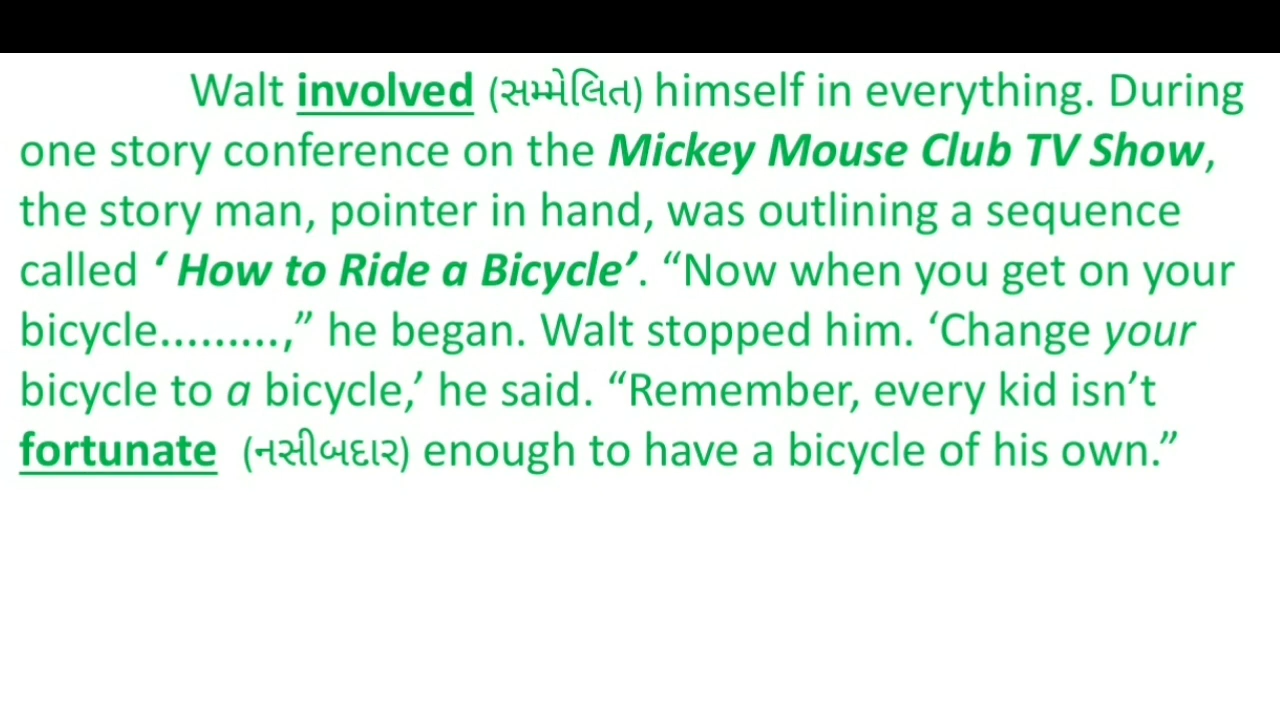 Walt involved (સમ્મેલિત) himself in everything. During
one story conference on the Mickey Mouse Club TV Show,
the story man, pointer in hand, was outlining a sequence
called ‘ How to Ride a Bicycle’. “Now when you get on your
bicycle.........,” he began. Walt stopped him. ‘Change your
bicycle to a bicycle,’ he said. “Remember, every kid isn’t
fortunate (નસીબદાર) enough to have a bicycle of his own.”